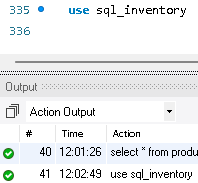 335 use sql_inventory
336
Output
Action Output
# Time Action
40 12:01:26 select * from produ
41 12:02:49 use sql_inventory